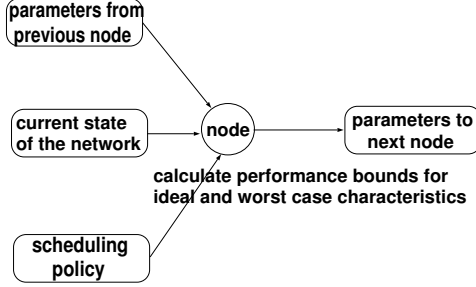 parameters from
previous node
current state
of the network
node
parameters to
next node
calculate performance bounds for
ideal and worst case characteristics
scheduling
policy